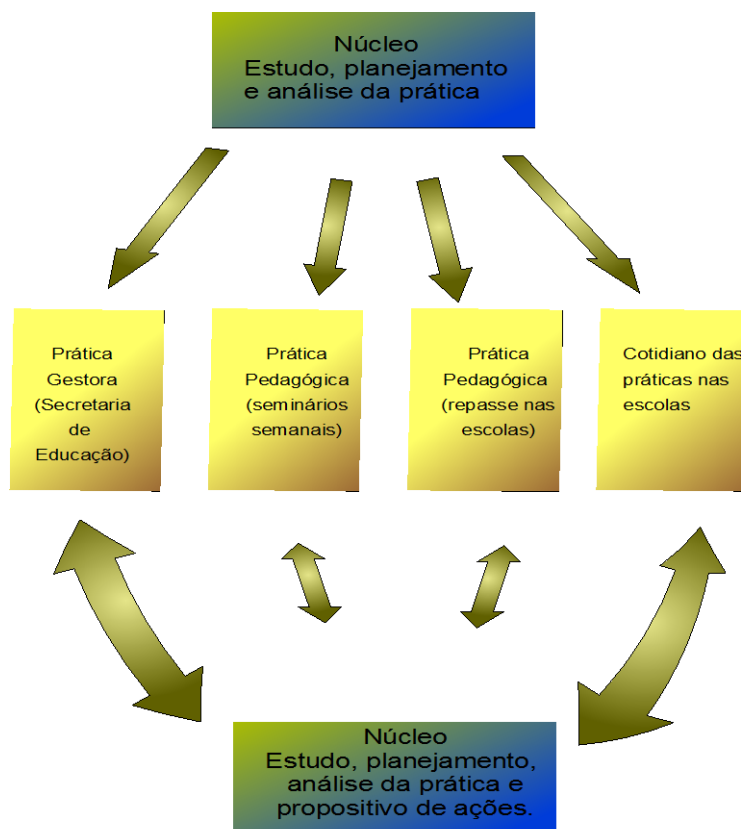 Núcleo
Estudo, planejamento
e análise da prática
Prática
Gestora
(Secretaria
de
Educação)
Prática
Pedagógica
(seminários
semanais)
Prática
Pedagógica
(repasse nas
escolas)
Cotidiano das
práticas nas
escolas
Núcleo
Estudo, planejamento,
análise da prática e
propositivo de ações.